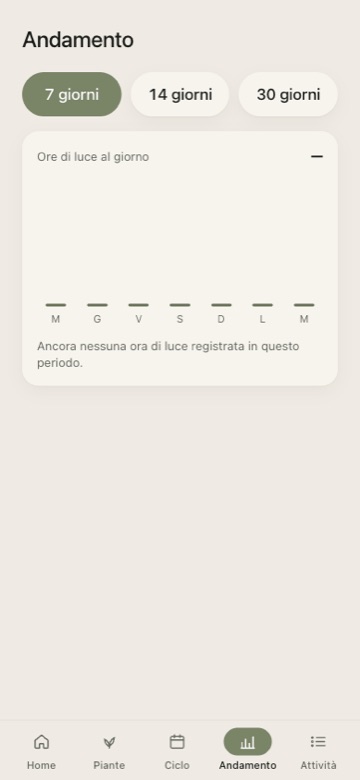 Andamento
7 giorni
14 giorni
30 giorni
Ore di luce al giorno
–
M
G
V
S
D
L
M
Ancora nessuna ora di luce registrata in questo
periodo.
Home
Piante
Ciclo
Andamento
Attività